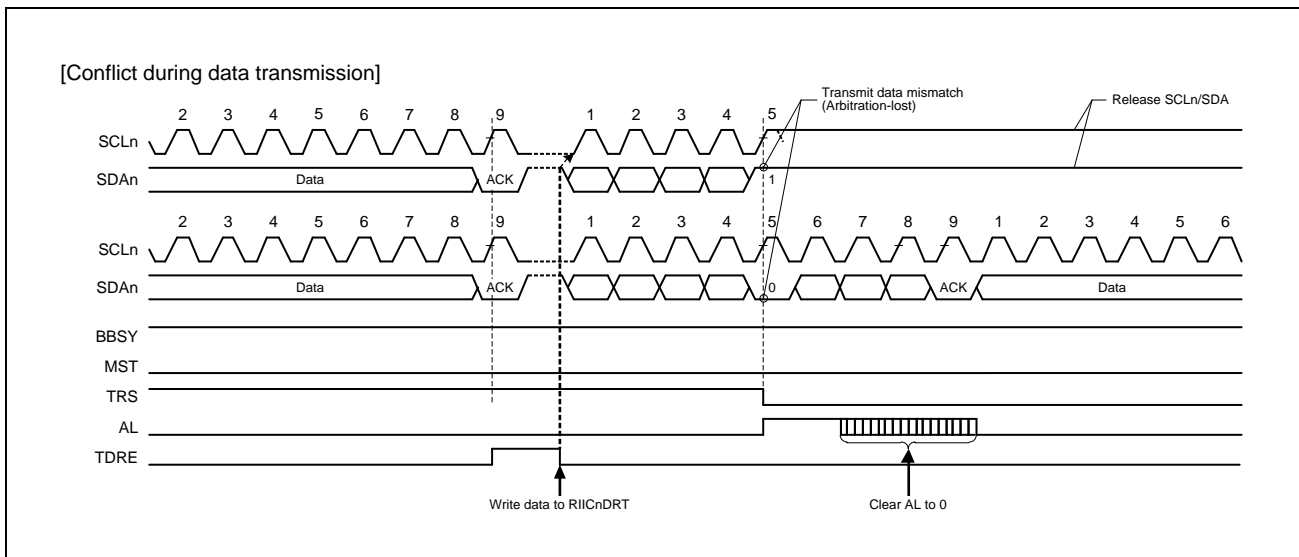 [Conflict during data transmission]
Transmit data mismatch
(Arbitration-lost)
Release SCLn/SDA
2 3 4 5 6 7 8 9 1 2 3 4 5
SCLn
SDAn
Data
ACK
1
2 3 4 5 6 7 8 9 1 2 3 4 5 6 7 8 9 1 2 3 4 5 6
SCLn
SDAn
Data
ACK
0
ACK
Data
BBSY
MST
TRS
AL
TDRE
Write data to RIICnDRT
Clear AL to 0